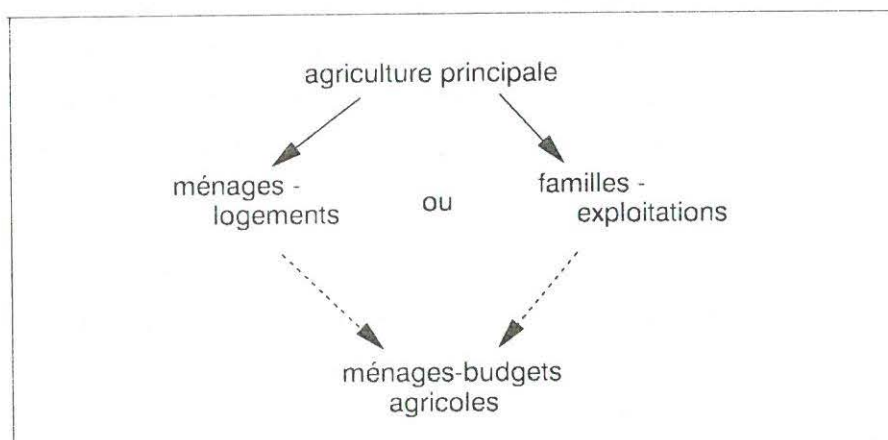 agriculture principale
ménages -
logements
ou
familles -
exploitations
ménages-budgets
agricoles